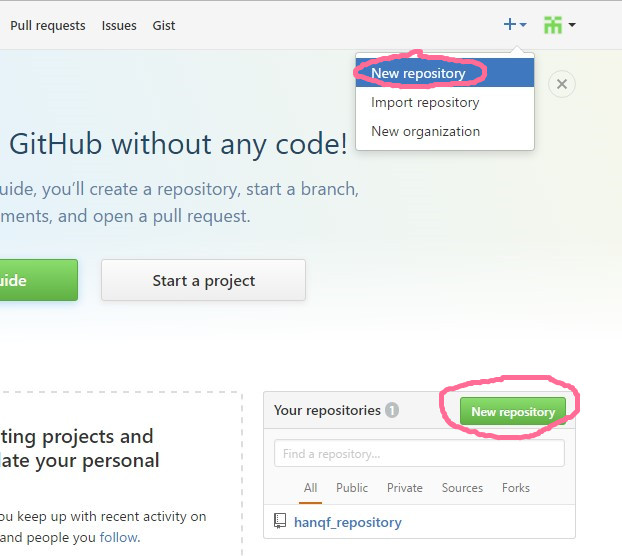 Pull requests Issues Gist
New repository
Import repository
New organization
GitHub without any code!
uide, you'll create a repository, start a branch,
ments, and open a pull request.
uide
Start a project
Your repositories 1
New repository
Find a repository...
All Public Private Sources Forks
hanqf_repository
ting projects and
late your personal
ou keep up with recent activity on
and people you follow.